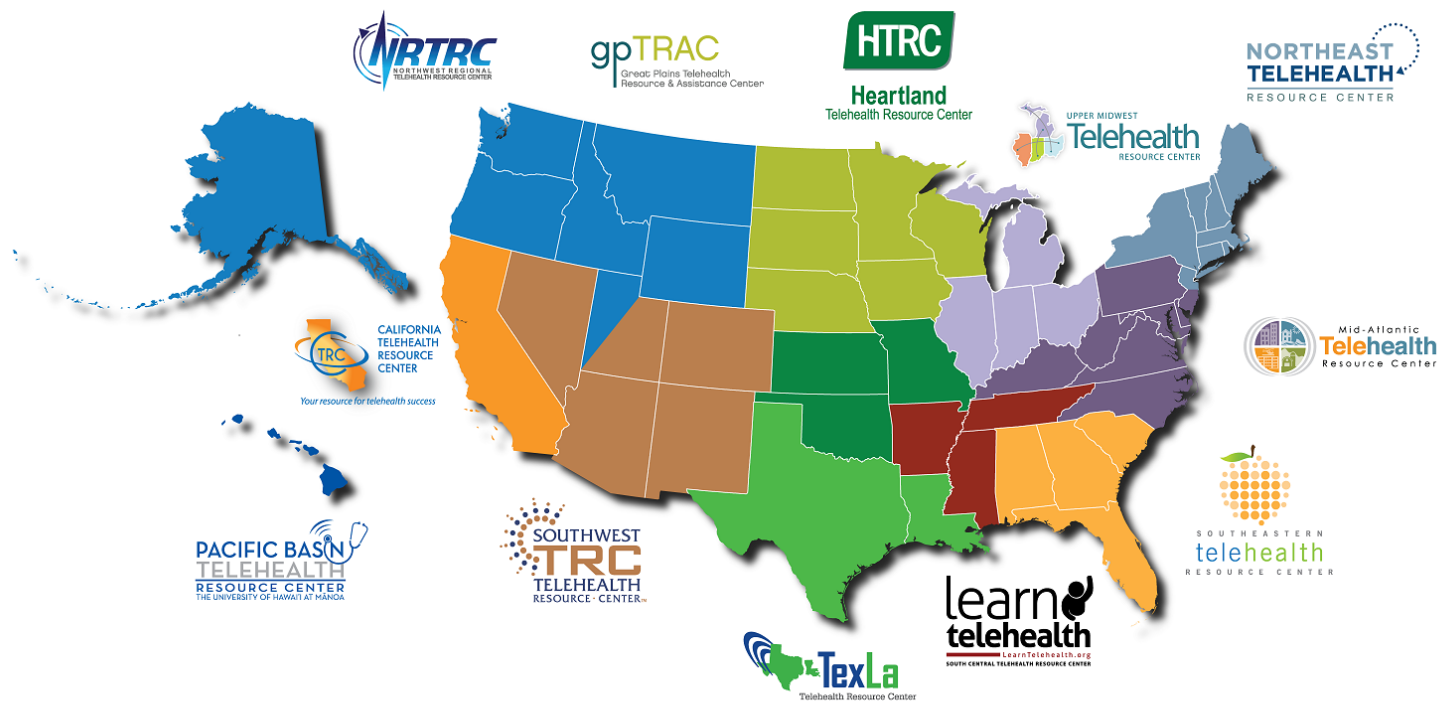 NRTRC
NORTHWEST REGIONAL
TELEHEALTH RESOURCE CENTER
gpTRAC
Great Plains Telehealth
Resource & Assistance Center
HTRC
Heartland
Telehealth Resource Center
NORTHEAST
TELEHEALTH
RESOURCE CENTER
UPPER MIDWEST
Telehealth
RESOURCE CENTER
TRC
CALIFORNIA
TELEHEALTH
RESOURCE
CENTER
Your resource for telehealth success
Mid-Atlantic
Telehealth
Resource Center
PACIFIC BASIN
TELEHEALTH
RESOURCE CENTER
THE UNIVERSITY OF HAWAI'I AT MĀNOA
SOUTHWEST
TRC
TELEHEALTH
RESOURCE · CENTER™
SOUTHEASTERN
telehealth
RESOURCE CENTER
learn
telehealth
LearnTelehealth.org
SOUTH CENTRAL TELEHEALTH RESOURCE CENTER
TexLa
Telehealth Resource Center